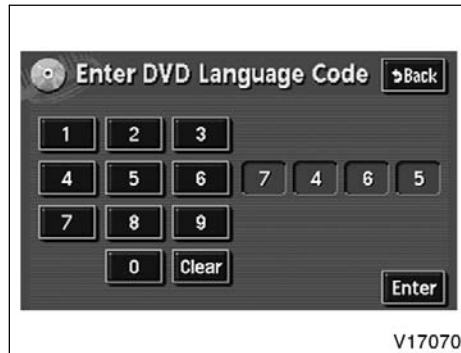 Enter DVD Language Code Back
1 2 3
4 5 6 7 4 6 5
7 8 9
0 Clear
Enter
V17070